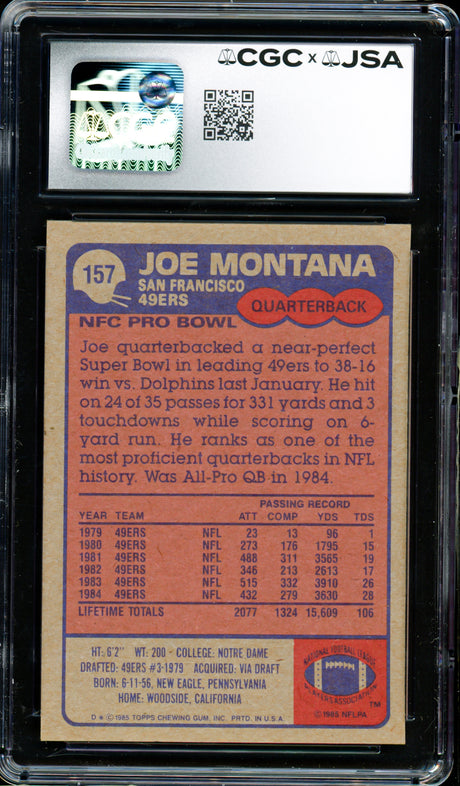 CGC x JSA
157
JOE MONTANA
SAN FRANCISCO
49ERS
QUARTERBACK
NFC PRO BOWL
Joe quarterbacked a near-perfect
Super Bowl in leading 49ers to 38-16
win vs. Dolphins last January. He hit
on 24 of 35 passes for 331 yards and 3
touchdowns while scoring on 6-
yard run. He ranks as one of the
most proficient quarterbacks in NFL
history. Was All-Pro QB in 1984.
PASSING RECORD
YEAR TEAM ATT COMP YDS TDS
1979 49ERS NFL 23 13 96 1
1980 49ERS NFL 273 176 1795 15
1981 49ERS NFL 488 311 3565 19
1982 49ERS NFL 346 213 2613 17
1983 49ERS NFL 515 332 3910 26
1984 49ERS NFL 432 279 3630 28
LIFETIME TOTALS 2077 1324 15,609 106
HT: 6'2" WT: 200 - COLLEGE: NOTRE DAME
DRAFTED: 49ERS #3-1979 ACQUIRED: VIA DRAFT
BORN: 6-11-56, NEW EAGLE, PENNSYLVANIA
HOME: WOODSIDE, CALIFORNIA
D * © 1985 TOPPS CHEWING GUM, INC. PRTD. IN U.S.A.
NATIONAL FOOTBALL LEAGUE
PLAYERS ASSOCIATION
TM
© 1985 NFLPA